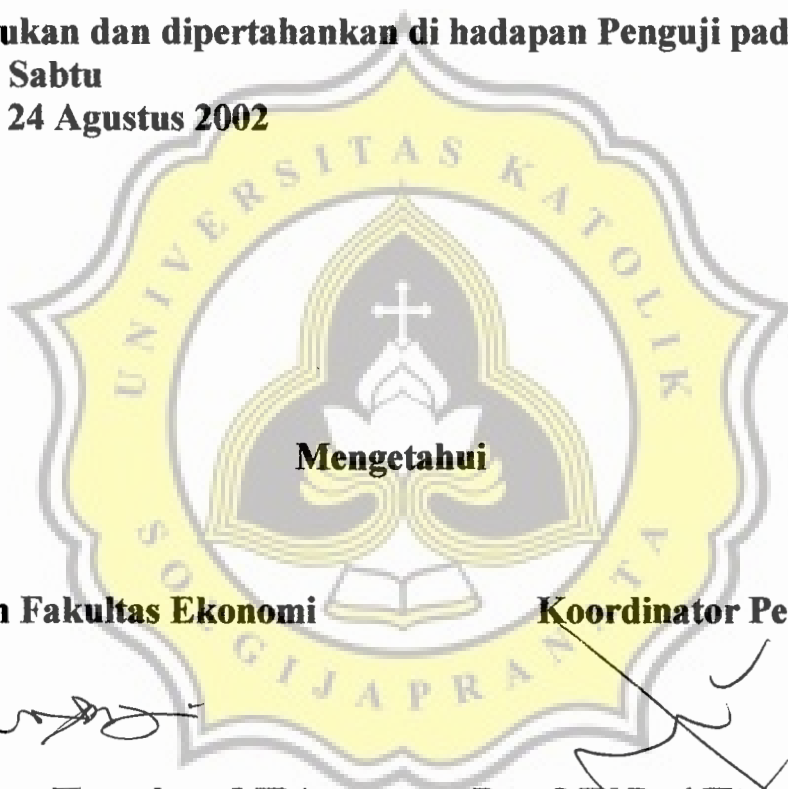 ukan dan dipertahankan di hadapan Penguji pad
Sabtu
24 Agustus 2002
UNIVERSITAS KATOLIK
Mengetahui
n Fakultas Ekonomi Koordinator Pe
SOEGIJAPRANATA